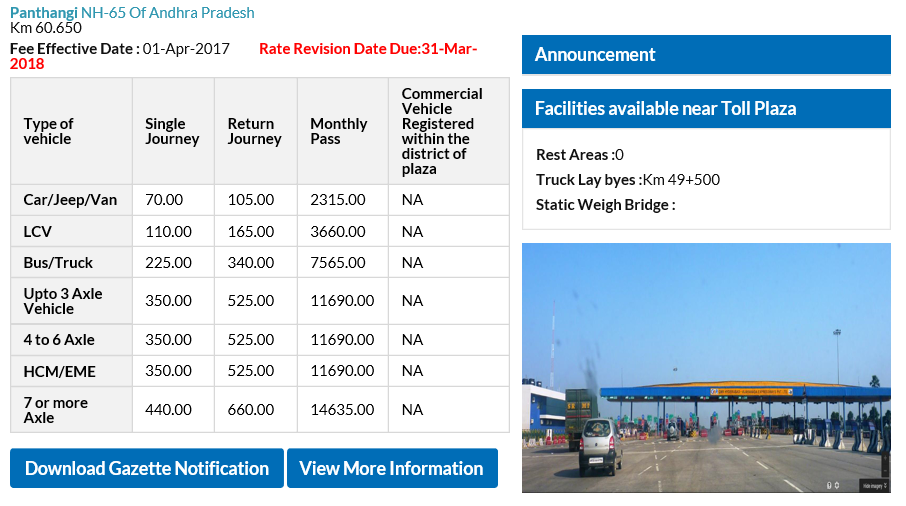 Panthangi NH-65 Of Andhra Pradesh
Km 60.650
Fee Effective Date : 01-Apr-2017 Rate Revision Date Due:31-Mar-
2018
Type of vehicle Single Journey Return Journey Monthly Pass Commercial Vehicle Registered within the district of plaza
Car/Jeep/Van 70.00 105.00 2315.00 NA
LCV 110.00 165.00 3660.00 NA
Bus/Truck 225.00 340.00 7565.00 NA
Upto 3 Axle Vehicle 350.00 525.00 11690.00 NA
4 to 6 Axle 350.00 525.00 11690.00 NA
HCM/EME 350.00 525.00 11690.00 NA
7 or more Axle 440.00 660.00 14635.00 NA
Download Gazette Notification View More Information
Announcement
Facilities available near Toll Plaza
Rest Areas :0
Truck Lay byes :Km 49+500
Static Weigh Bridge :
Hide imagery